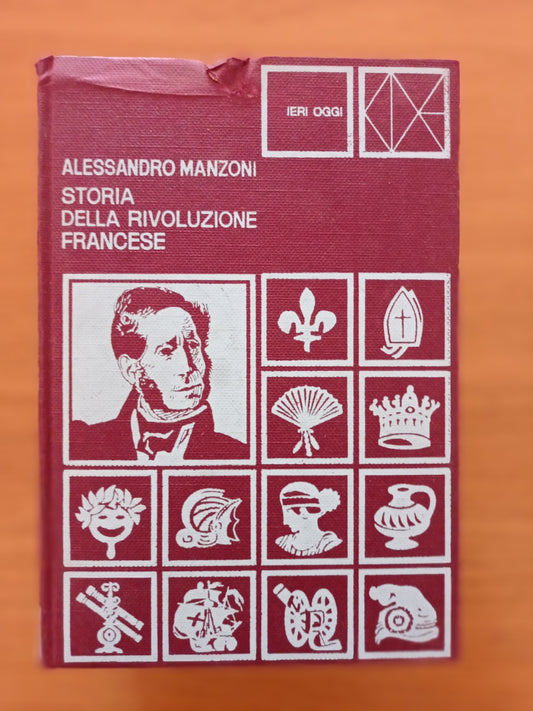 IERI OGGI
ALESSANDRO MANZONI
STORIA
DELLA RIVOLUZIONE
FRANCESE